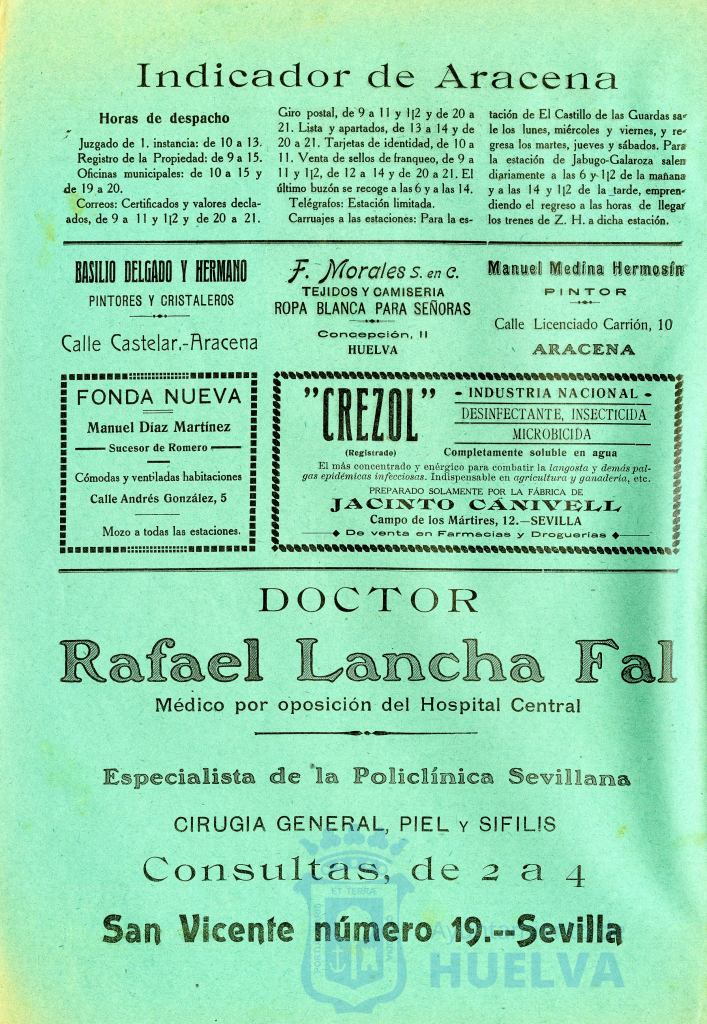 Indicador de Aracena
Horas de despacho
Juzgado de 1. instancia: de 10 a 13.
Registro de la Propiedad: de 9 a 15.
Oficinas municipales: de 10 a 15 y
de 19 a 20.
Correos: Certificados y valores decla-
ados, de 9 a 11 y 1|2 y de 20 a 21.
Giro postal, de 9 a 11 y 1|2 y de 20 a
21. Lista y apartados, de 13 a 14 y de
20 a 21. Tarjetas de identidad, de 10 a
11. Venta de sellos de franqueo, de 9 a
11 y 1|2, de 12 a 14 y de 20 a 21. El
último buzón se recoge a las 6 y a las 14.
Telégrafos: Estación limitada.
Carruajes a las estaciones: Para la es-
tación de El Castillo de las Guardas sa-
le los lunes, miércoles y viernes, y re-
gresa los martes, jueves y sábados. Para
la estación de Jabugo-Galaroza salen
diariamente a las 6 y 1|2 de la mañana
y a las 14 y 1|2 de la tarde, empren-
diendo el regreso a las horas de llegar
los trenes de Z. H. a dicha estación.
BASILIO DELGADO Y HERMANO
PINTORES Y CRISTALEROS
Calle Castelar.-Aracena
F. Morales S. en C.
TEJIDOS Y CAMISERIA
ROPA BLANCA PARA SEÑORAS
Concepción, 11
HUELVA
Manuel Medina Hermosín
PINTOR
Calle Licenciado Carrión, 10
ARACENA
FONDA NUEVA
Manuel Díaz Martínez
Sucesor de Romero
Cómodas y ventiladas habitaciones
Calle Andrés González, 5
Mozo a todas las estaciones.
"CREZOL"
(Registrado)
- INDUSTRIA NACIONAL -
DESINFECTANTE, INSECTICIDA
MICROBICIDA
Completamente soluble en agua
El más concentrado y enérgico para combatir la langosta y demás pal-
gas epidémicas infecciosas. Indispensable en agricultura y ganadería, etc.
PREPARADO SOLAMENTE POR LA FÁBRICA DE
JACINTO CÁNIVELL
Campo de los Mártires, 12.—SEVILLA
De venta en Farmacias y Droguerías
DOCTOR
Rafael Lancha Fal
Médico por oposición del Hospital Central
Especialista de la Policlínica Sevillana
CIRUGIA GENERAL, PIEL Y SIFILIS
Consultas, de 2 a 4
San Vicente número 19.--Sevilla
ET TERRÆ
HUELVA